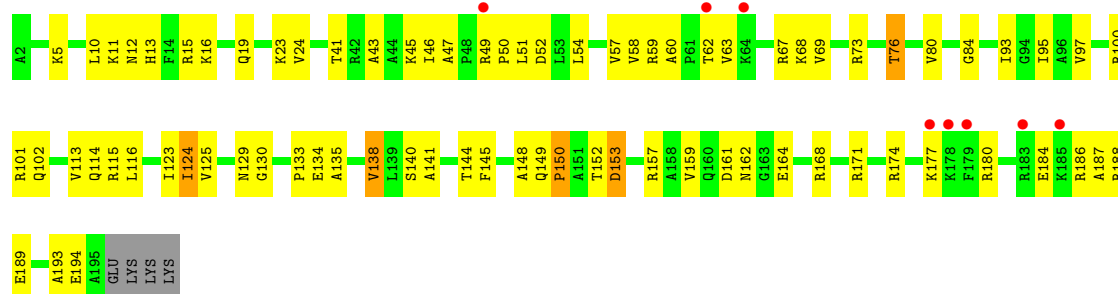 A2 K5 L10 K11 N12 H13 F14 R15 K16 Q19 K23 V24 T41 R42 A43 A44 K45 I46 A47 P48 R49 P50 L51 D52 L53 L54 V57 V58 R59 A60 P61 T62 V63 K64 R67 K68 V69 R73 T76 V80 G84 I93 G94 I95 A96 V97 R100
R101 Q102 V113 Q114 R115 L116 I123 I124 V125 N129 G130 P133 E134 A135 V138 L139 S140 A141 T144 F145 A148 Q149 P150 A151 T152 D153 R157 A158 V159 Q160 D161 N162 G163 E164 R168 R171 R174 K177 K178 F179 R180 R183 E184 K185 R186 A187 R188
E189 A193 E194 A195 GLU LYS LYS LYS